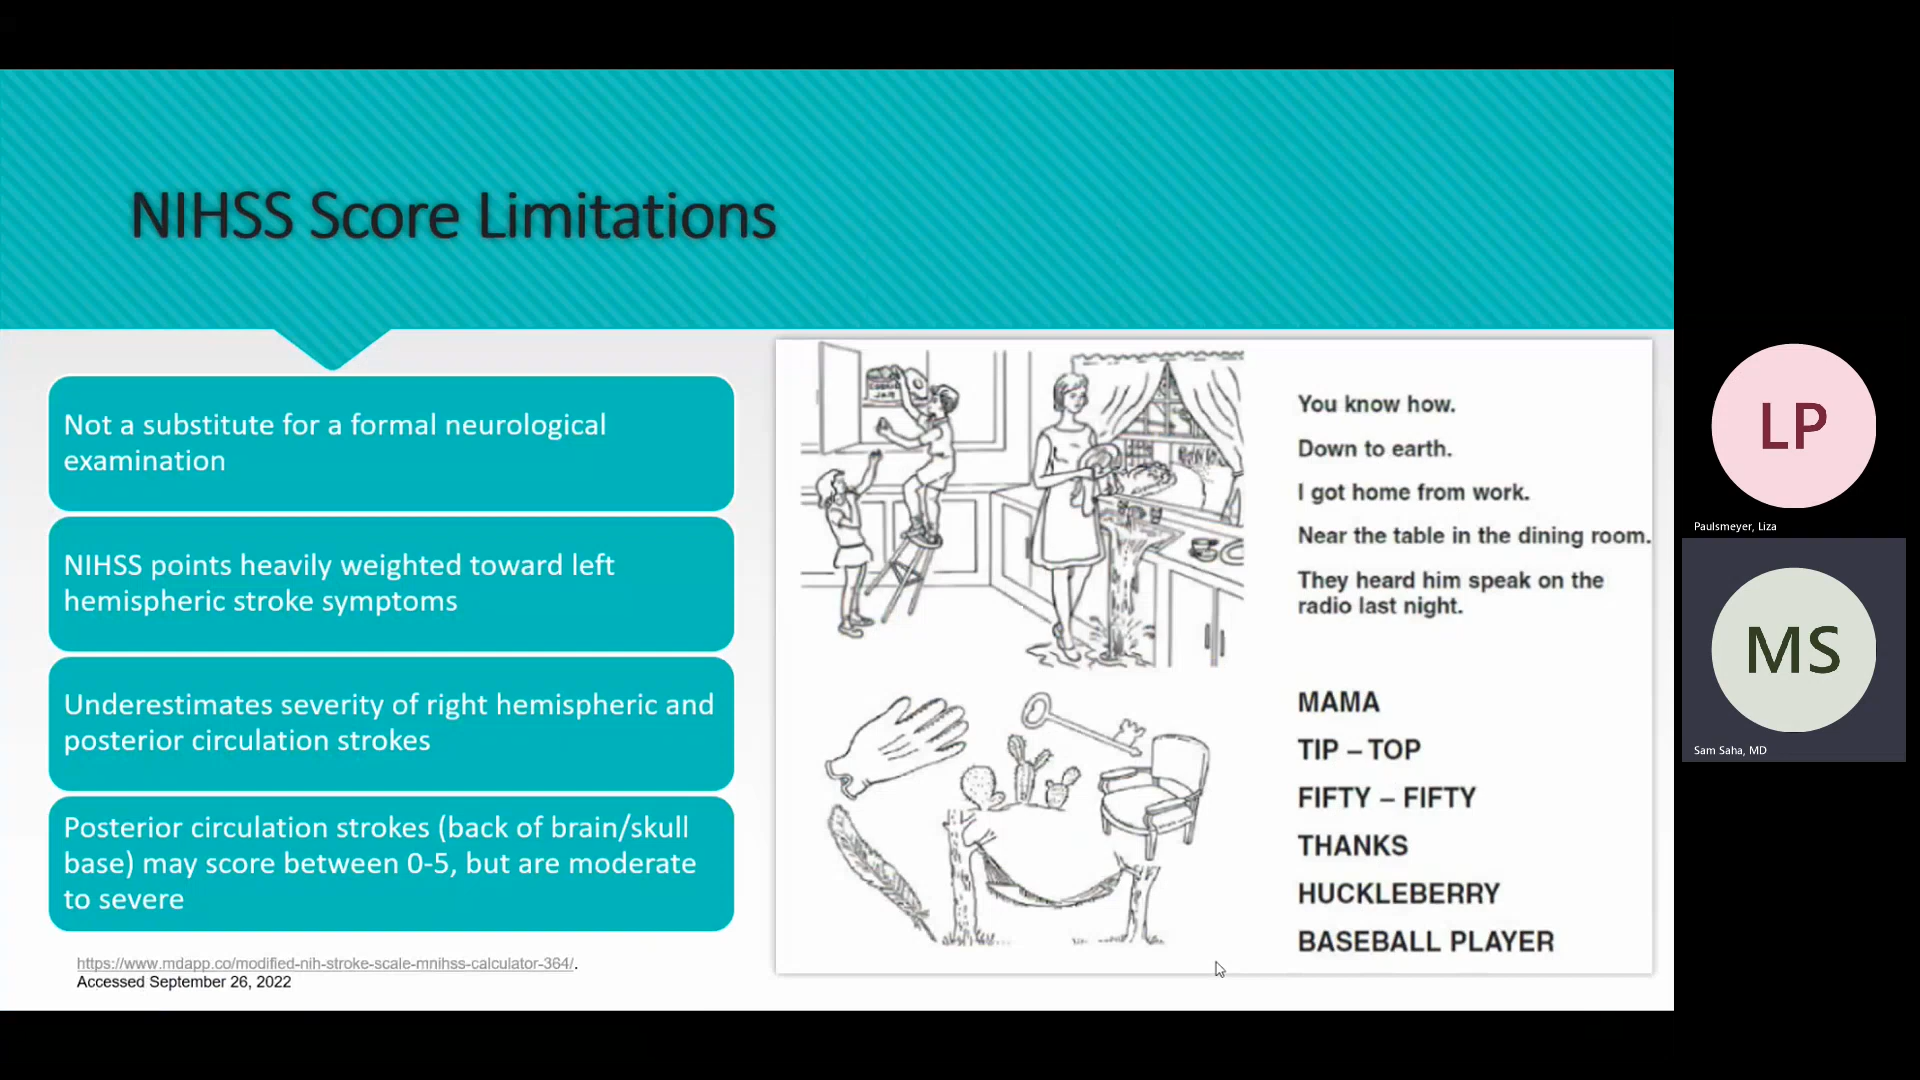 NIHSS Score Limitations
Not a substitute for a formal neurological
examination
NIHSS points heavily weighted toward left
hemispheric stroke symptoms
Underestimates severity of right hemispheric and
posterior circulation strokes
Posterior circulation strokes (back of brain/skull
base) may score between 0-5, but are moderate
to severe
https://www.mdapp.co/modified-nih-stroke-scale-mnihss-calculator-364/.
Accessed September 26, 2022
COOKIE
JAR
You know how.
Down to earth.
I got home from work.
Near the table in the dining room.
They heard him speak on the
radio last night.
MAMA
TIP – TOP
FIFTY – FIFTY
THANKS
HUCKLEBERRY
BASEBALL PLAYER
LP
Paulsmeyer, Liza
MS
Sam Saha, MD